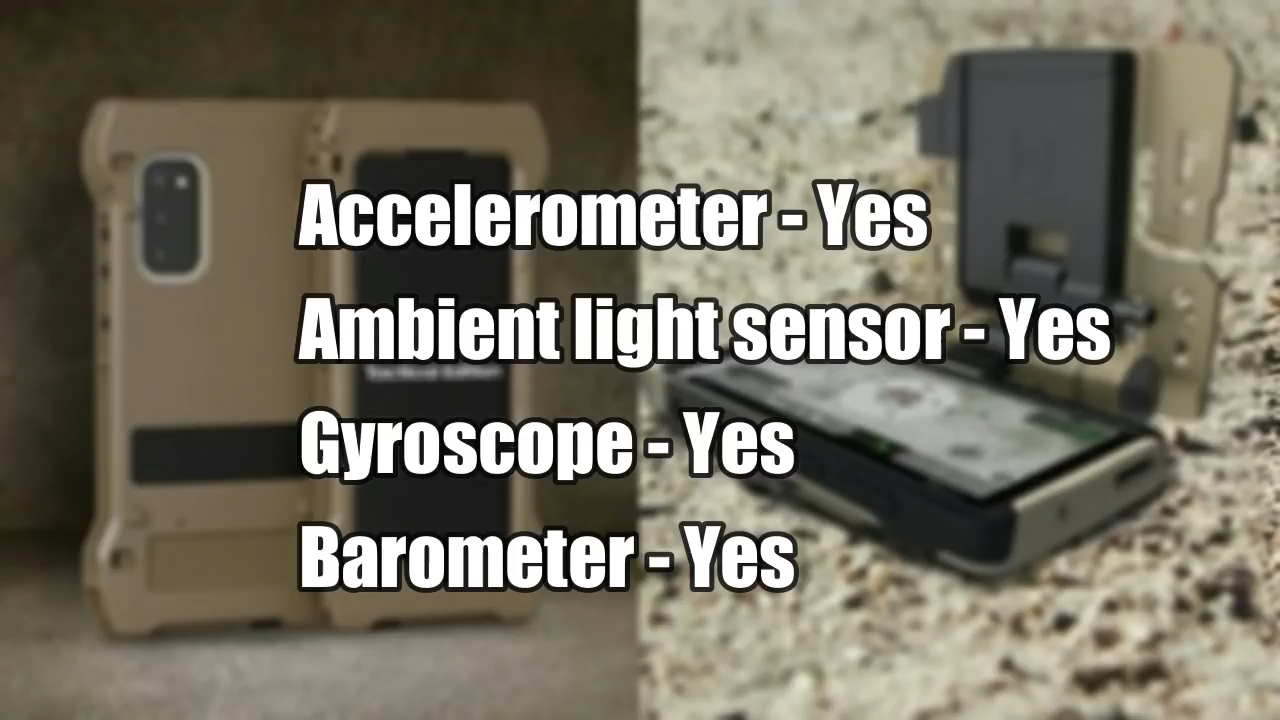 Accelerometer - Yes
Ambient light sensor - Yes
Gyroscope - Yes
Barometer - Yes